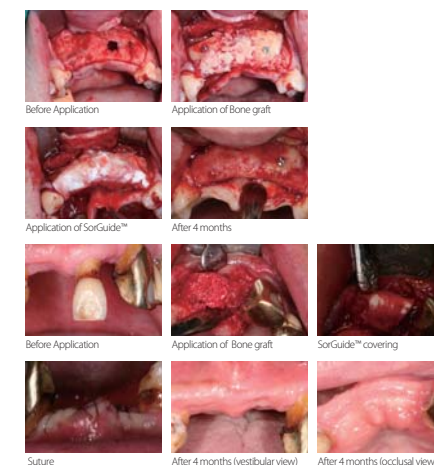 Before Application
Application of Bone graft
Application of SorGuide™
After 4 months
Before Application
Application of Bone graft
SorGuide™ covering
Suture
After 4 months (vestibular view)
After 4 months (occlusal view